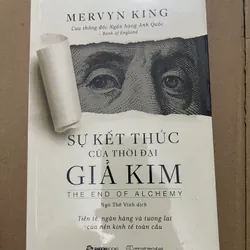 MERVYN KING
Cựu thống đốc Ngân hàng Anh Quốc
- Bank of England
SỰ KẾT THÚC
CỦA THỜI ĐẠI
GIẢ KIM
THE END OF ALCHEMY
Ngô Thế Vinh dịch
Tiền tệ, ngân hàng và tương lai
của nền kinh tế toàn cầu